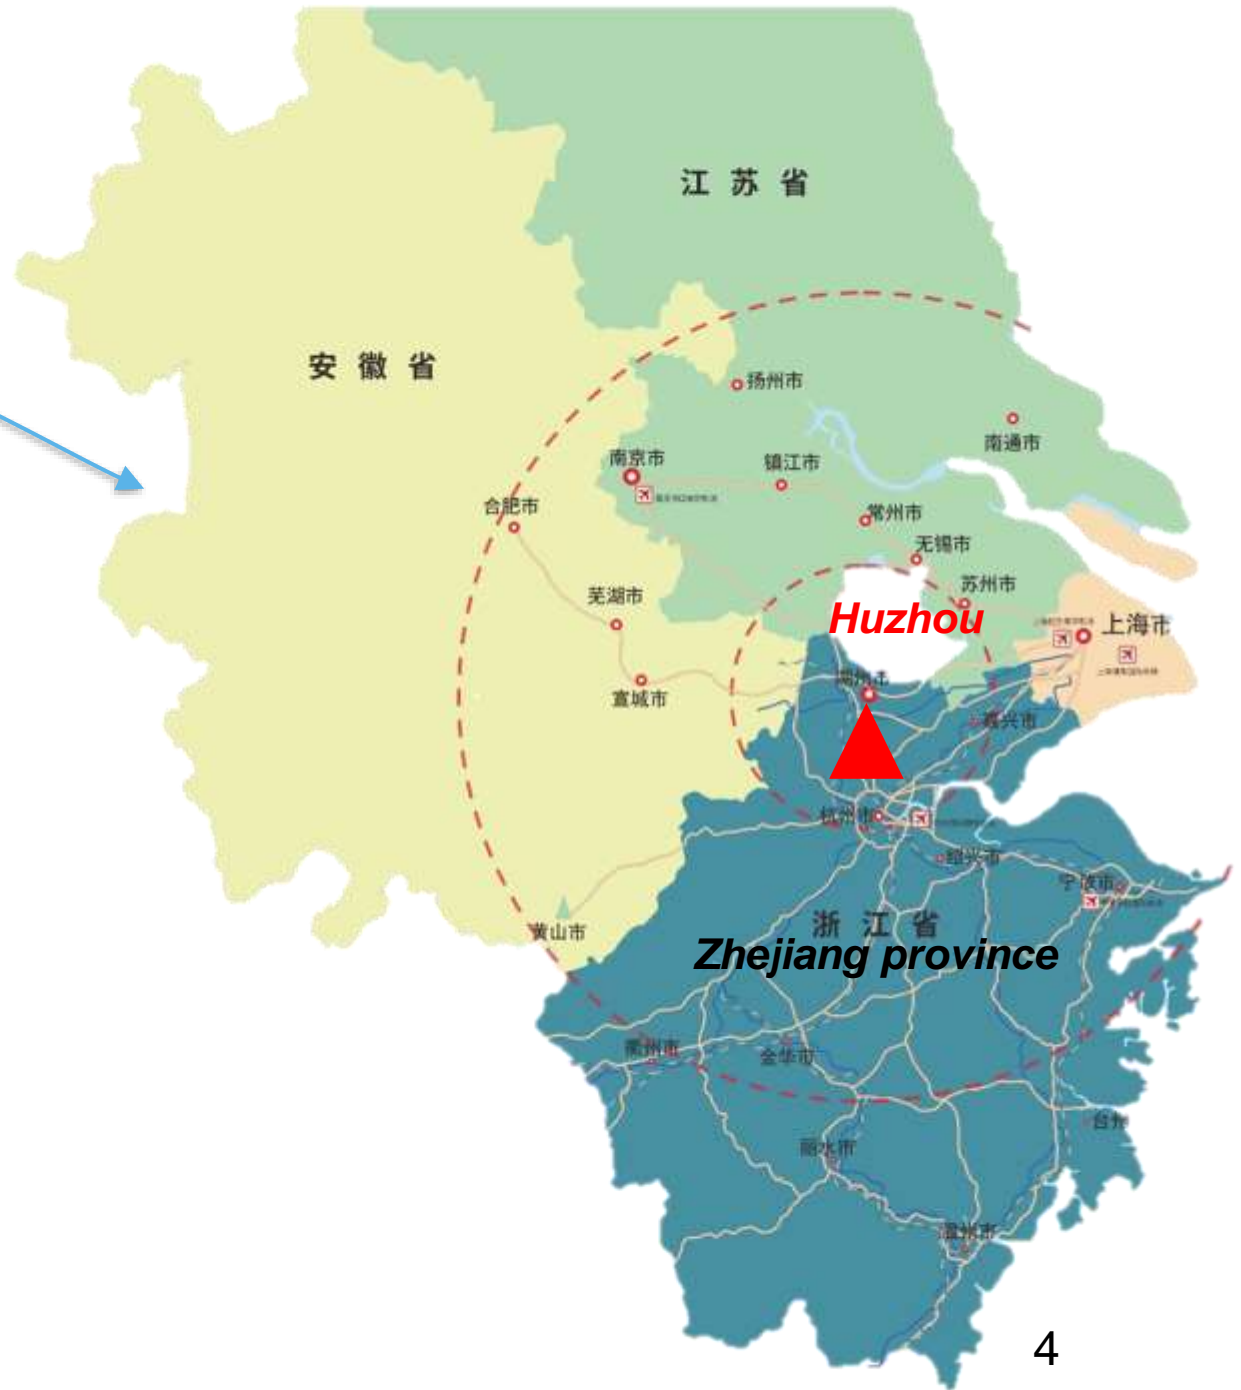 江苏省
安徽省
扬州市
南通市
南京市
镇江市
合肥市
常州市
无锡市
芜湖市
苏州市
Huzhou
上海市
湖州市
宣城市
嘉兴市
杭州市
绍兴市
宁波市
浙江省
黄山市
Zhejiang province
衢州市
金华市
台州
丽水市
温州市
4